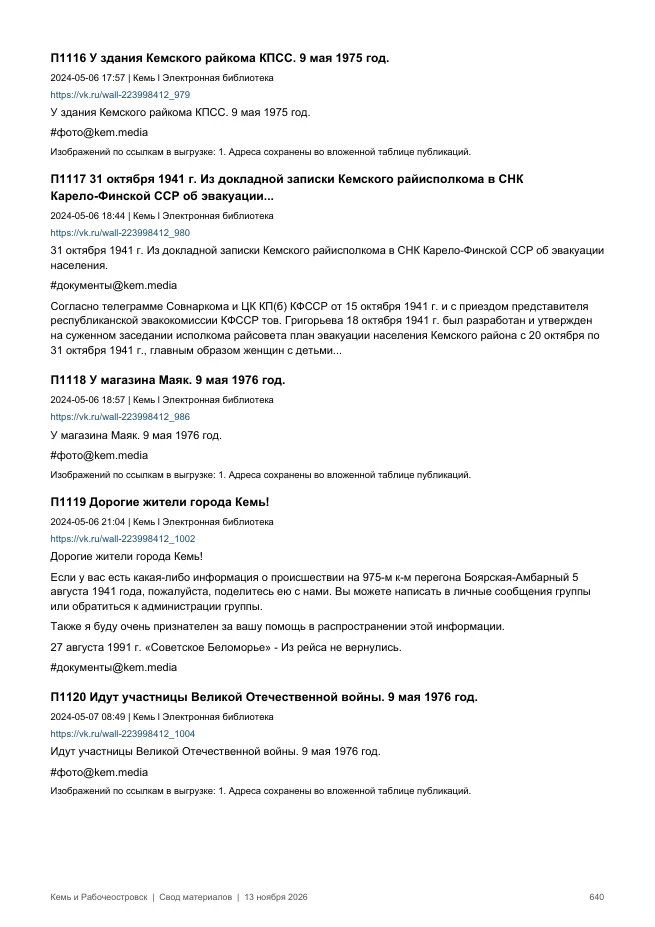 П1116 У здания Кемского райкома КПСС. 9 мая 1975 год.
2024-05-06 17:57 | Кемь I Электронная библиотека
https://vk.ru/wall-223998412_979
У здания Кемского райкома КПСС. 9 мая 1975 год.
#фото@kem.media
Изображений по ссылкам в выгрузке: 1. Адреса сохранены во вложенной таблице публикаций.
П1117 31 октября 1941 г. Из докладной записки Кемского райисполкома в СНК
Карело-Финской ССР об эвакуации...
2024-05-06 18:44 | Кемь I Электронная библиотека
https://vk.ru/wall-223998412_980
31 октября 1941 г. Из докладной записки Кемского райисполкома в СНК Карело-Финской ССР об эвакуации
населения.
#документы@kem.media
Согласно телеграмме Совнаркома и ЦК КП(б) КФССР от 15 октября 1941 г. и с приездом представителя
республиканской эвакокомиссии КФССР тов. Григорьева 18 октября 1941 г. был разработан и утвержден
на суженном заседании исполкома райсовета план эвакуации населения Кемского района с 20 октября по
31 октября 1941 г., главным образом женщин с детьми...
П1118 У магазина Маяк. 9 мая 1976 год.
2024-05-06 18:57 | Кемь I Электронная библиотека
https://vk.ru/wall-223998412_986
У магазина Маяк. 9 мая 1976 год.
#фото@kem.media
Изображений по ссылкам в выгрузке: 1. Адреса сохранены во вложенной таблице публикаций.
П1119 Дорогие жители города Кемь!
2024-05-06 21:04 | Кемь I Электронная библиотека
https://vk.ru/wall-223998412_1002
Дорогие жители города Кемь!
Если у вас есть какая-либо информация о происшествии на 975-м к-м перегона Боярская-Амбарный 5
августа 1941 года, пожалуйста, поделитесь ею с нами. Вы можете написать в личные сообщения группы
или обратиться к администрации группы.
Также я буду очень признателен за вашу помощь в распространении этой информации.
27 августа 1991 г. «Советское Беломорье» - Из рейса не вернулись.
#документы@kem.media
П1120 Идут участницы Великой Отечественной войны. 9 мая 1976 год.
2024-05-07 08:49 | Кемь I Электронная библиотека
https://vk.ru/wall-223998412_1004
Идут участницы Великой Отечественной войны. 9 мая 1976 год.
#фото@kem.media
Изображений по ссылкам в выгрузке: 1. Адреса сохранены во вложенной таблице публикаций.
Кемь и Рабочеостровск | Свод материалов | 13 ноября 2026
640